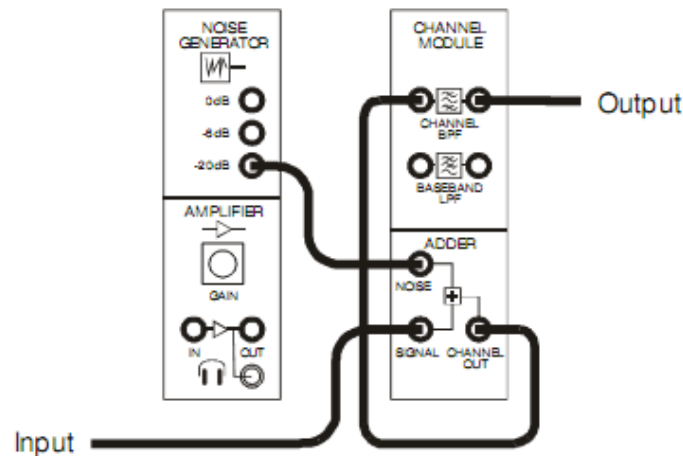 NOISE
GENERATOR
0dB
-6dB
-20dB
AMPLIFIER
GAIN
IN
OUT
CHANNEL
MODULE
CHANNEL
BPF
BASEBAND
LPF
ADDER
NOISE
SIGNAL
CHANNEL
OUT
Output
Input